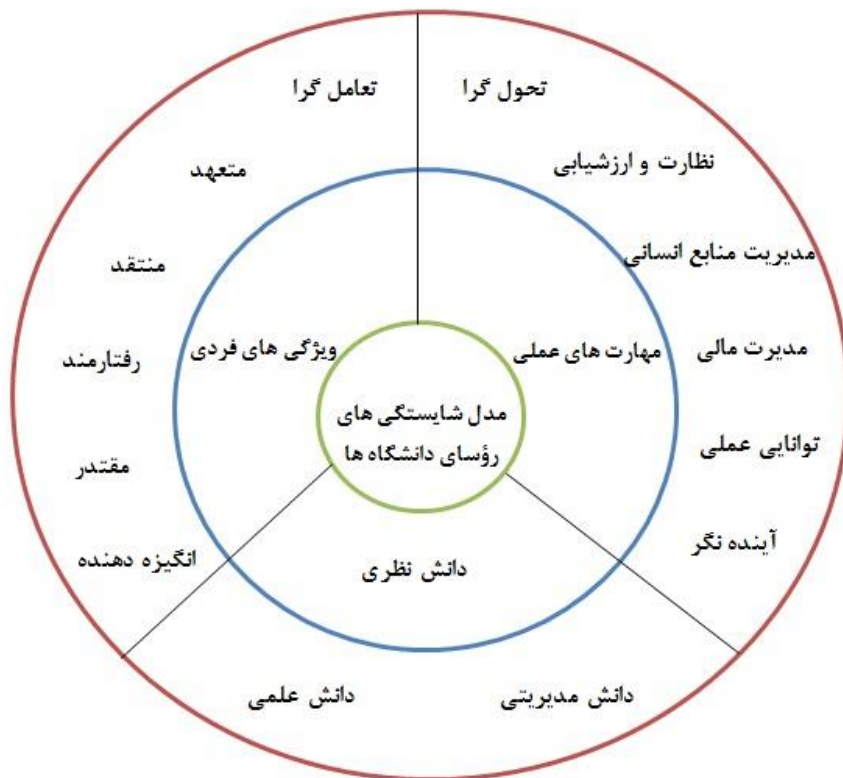 تحول گرا
تعامل گرا
نظارت و ارزشیابی
متعهد
مدیریت منابع انسانی
منتقد
مدیرت مالی
مهارت های عملی
ویژگی های فردی
رفتارمند
مدل شایستگی های
رؤسای دانشگاه ها
توانایی عملی
مقتدر
آینده نگر
انگیزه دهنده
دانش نظری
دانش مدیریتی
دانش علمی